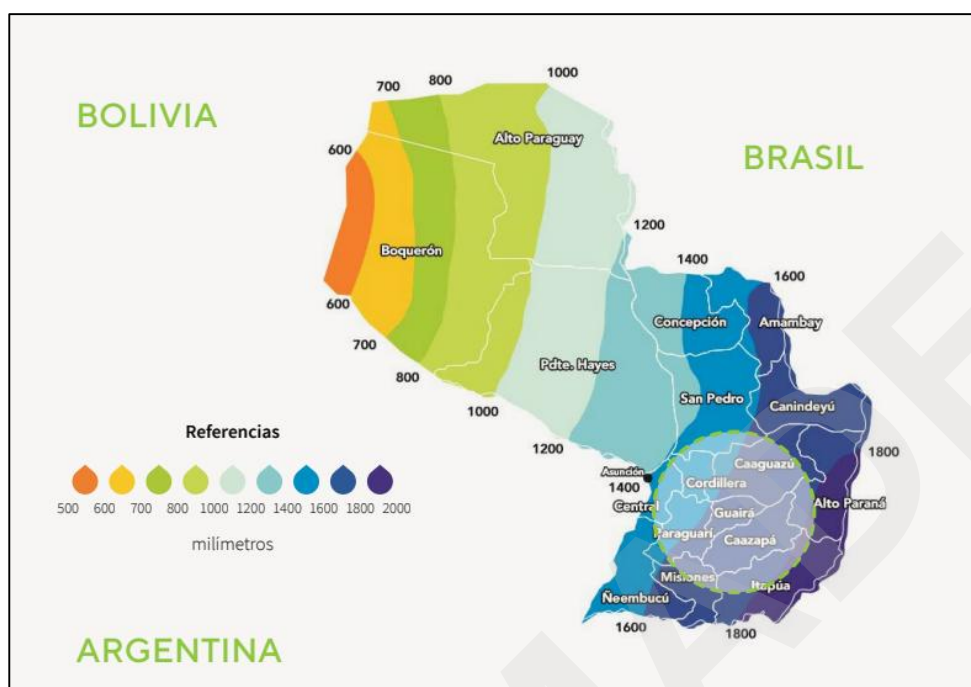 1000
800
700
BOLIVIA
Alto Paraguay
600
BRASIL
1200
Boquerón
1400
1600
600
Concepción
Amambay
700
Pdte. Hayes
800
San Pedro
Canindeyú
1000
Referencias
1200
1800
Caaguazú
Asunción
Cordillera
1400
500 600 700 800 1000 1200 1400 1600 1800 2000
Central
Guairá
Alto Paraná
Paraguarí
Caazapá
milímetros
Misiones
Itapúa
Ñeembucú
1600
1800
ARGENTINA